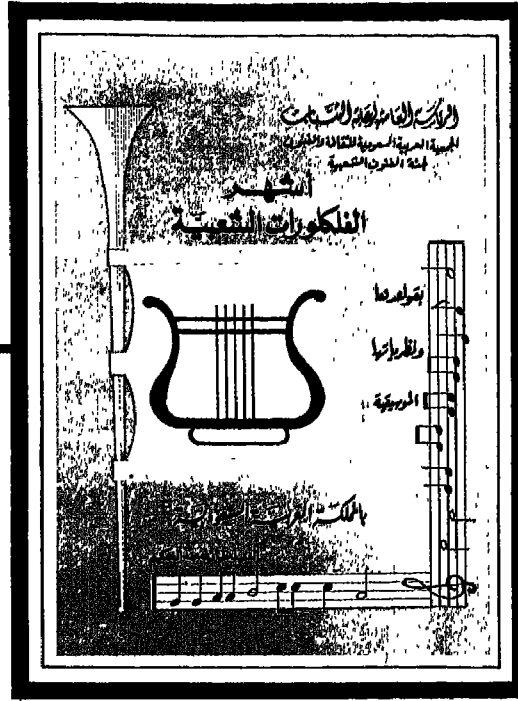 الرئاسة العامة لرعاية الشباب
الجمعية العربية السعودية للثقافة والفنون
لجنة الفنون الشعبية
أشهر
الفلكلورات الشعبية
بقواعدها
ونظرياتها
الموسيقية
بالمملكة العربية السعودية